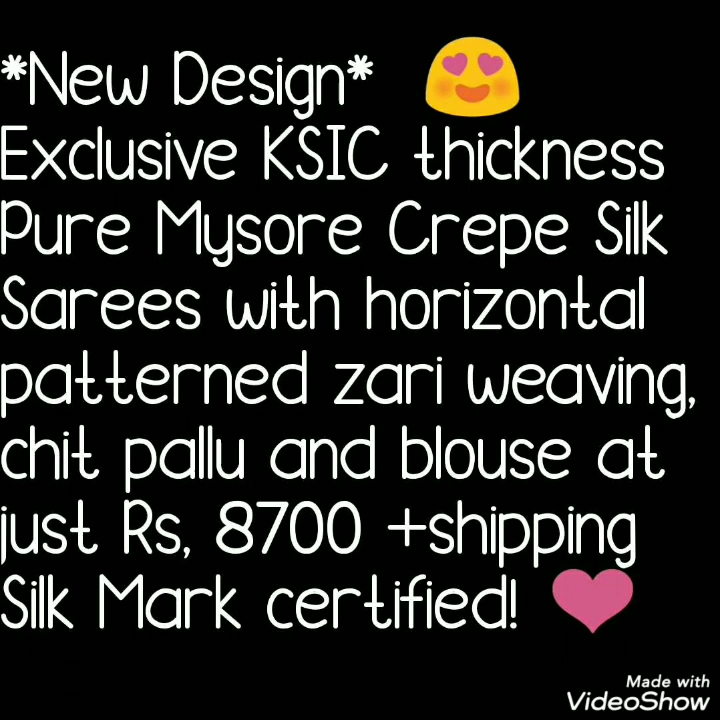 *New Design* 😍
Exclusive KSIC thickness
Pure Mysore Crepe Silk
Sarees with horizontal
patterned zari weaving,
chit pallu and blouse at
just Rs, 8700 +shipping
Silk Mark certified! 💗
Made with
VideoShow